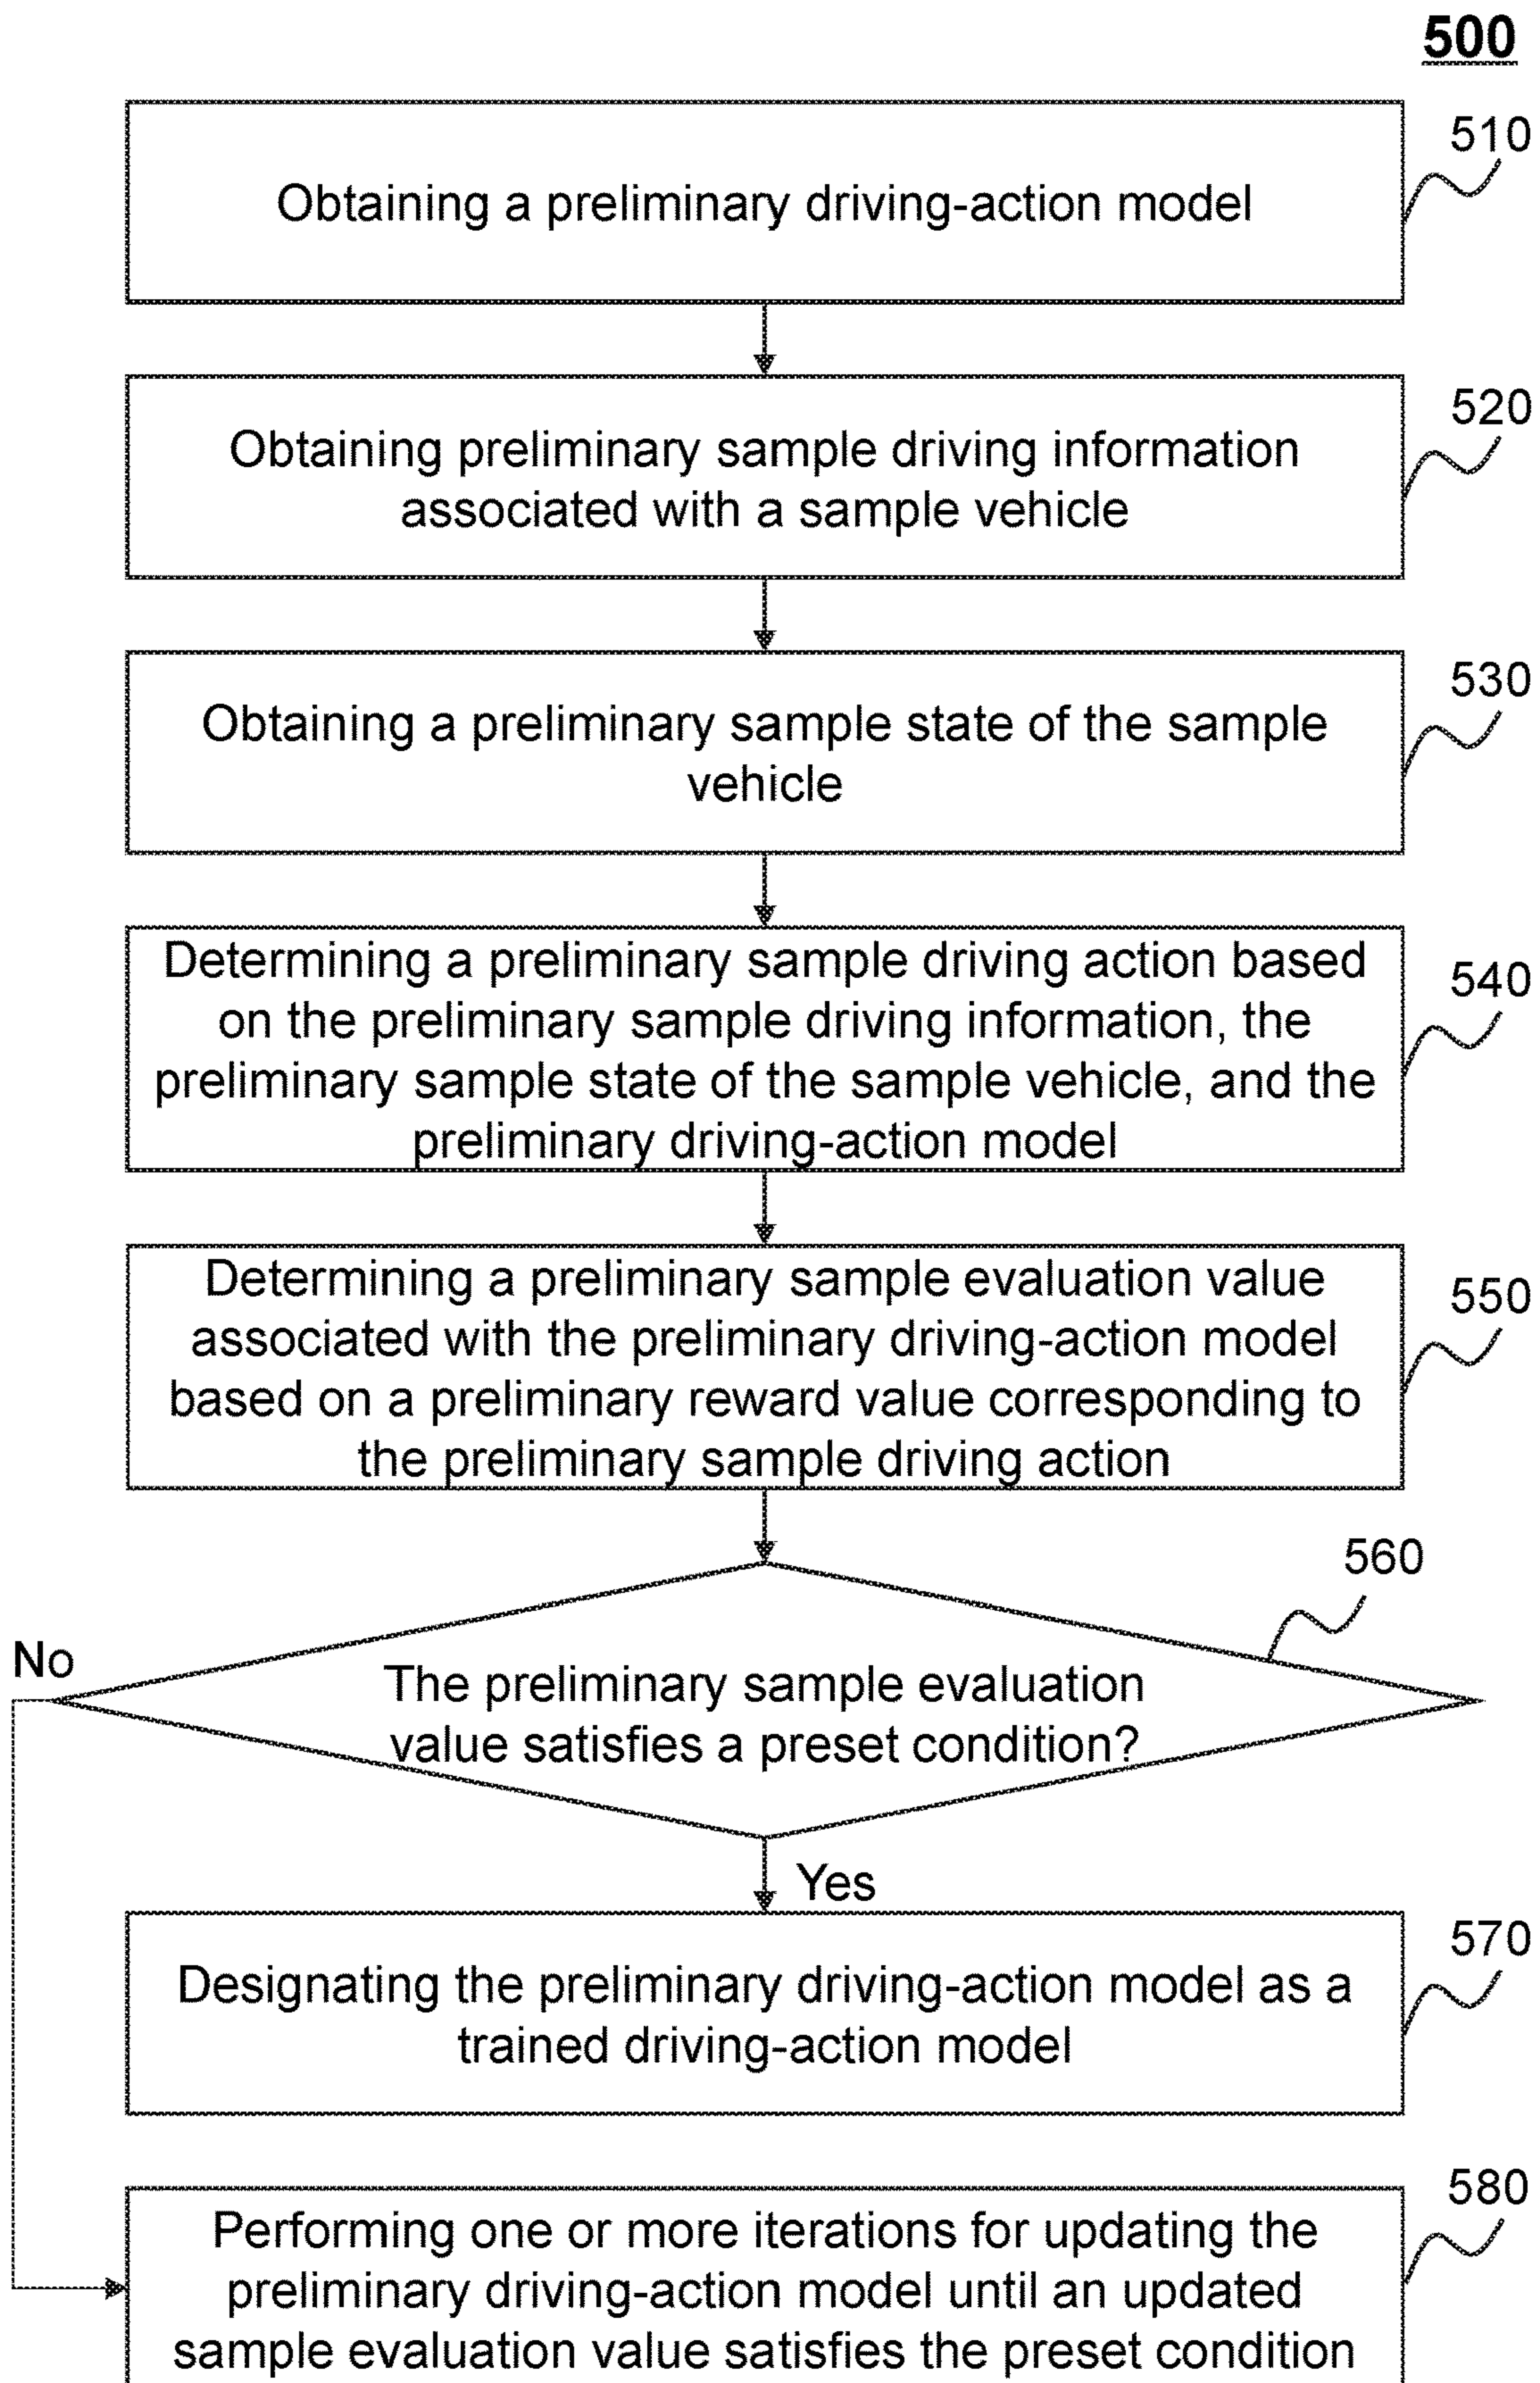 500
510
Obtaining a preliminary driving-action model
520
Obtaining preliminary sample driving information
associated with a sample vehicle
530
Obtaining a preliminary sample state of the sample
vehicle
540
Determining a preliminary sample driving action based
on the preliminary sample driving information, the
preliminary sample state of the sample vehicle, and the
preliminary driving-action model
550
Determining a preliminary sample evaluation value
associated with the preliminary driving-action model
based on a preliminary reward value corresponding to
the preliminary sample driving action
560
No
The preliminary sample evaluation
value satisfies a preset condition?
Yes
570
Designating the preliminary driving-action model as a
trained driving-action model
580
Performing one or more iterations for updating the
preliminary driving-action model until an updated
sample evaluation value satisfies the preset condition